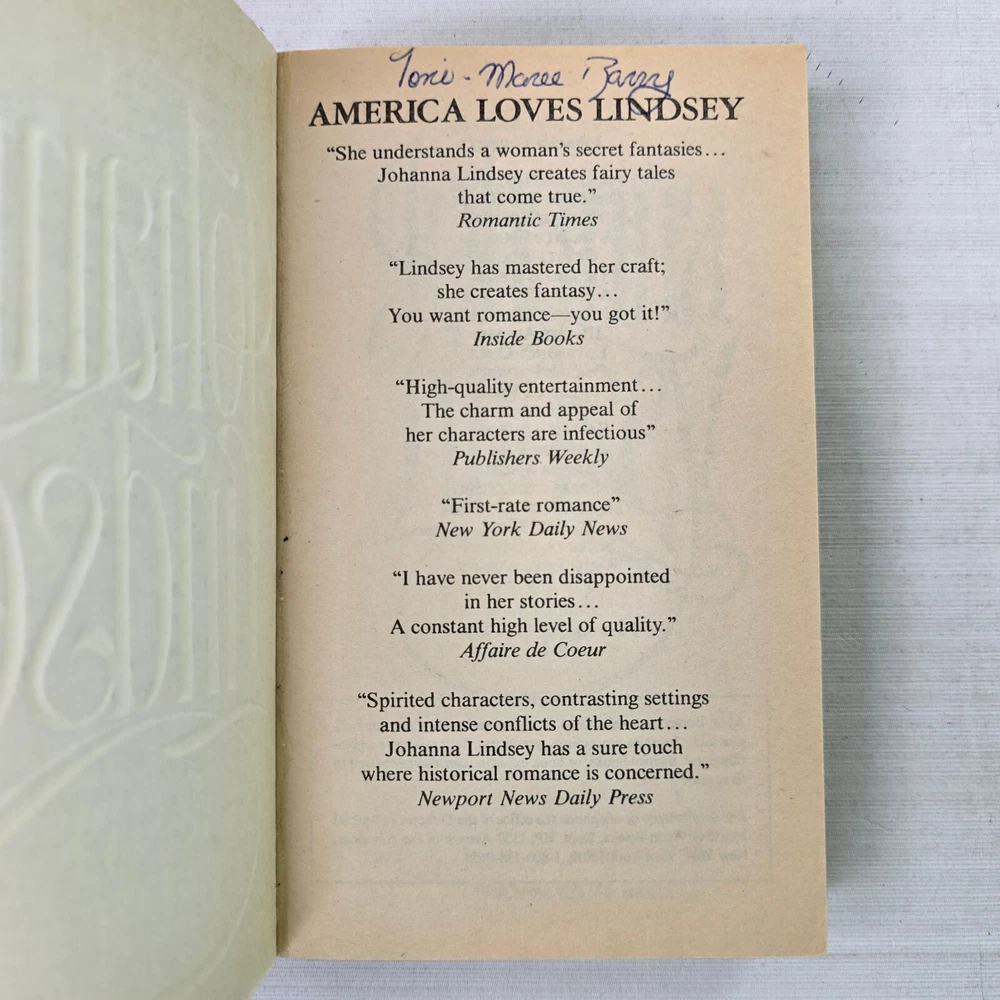 Toni-Maree Barry
AMERICA LOVES LINDSEY
“She understands a woman’s secret fantasies...
Johanna Lindsey creates fairy tales
that come true.”
Romantic Times
“Lindsey has mastered her craft;
she creates fantasy...
You want romance—you got it!”
Inside Books
“High-quality entertainment...
The charm and appeal of
her characters are infectious”
Publishers Weekly
“First-rate romance”
New York Daily News
“I have never been disappointed
in her stories...
A constant high level of quality.”
Affaire de Coeur
“Spirited characters, contrasting settings
and intense conflicts of the heart...
Johanna Lindsey has a sure touch
where historical romance is concerned.”
Newport News Daily Press